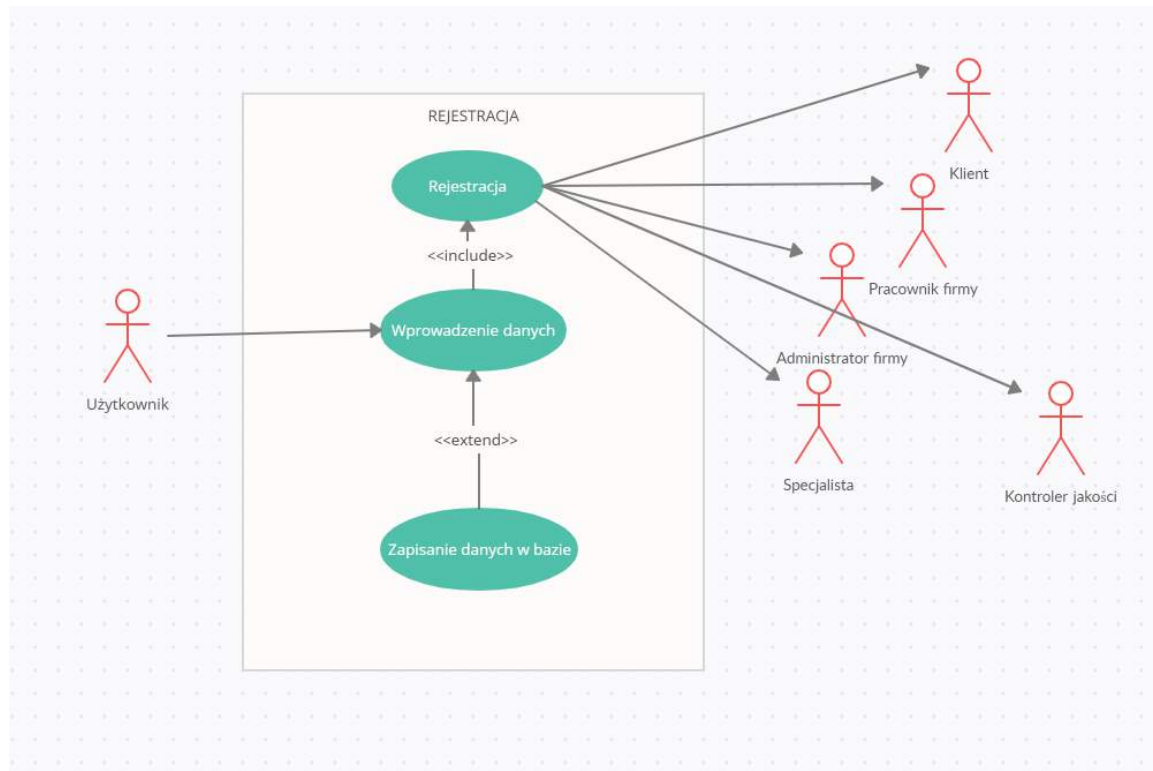 REJESTRACJA
Rejestracja
Klient
<<include>>
Pracownik firmy
Wprowadzenie danych
Administrator firmy
Użytkownik
<<extend>>
Specjalista
Kontroler jakości
Zapisanie danych w bazie